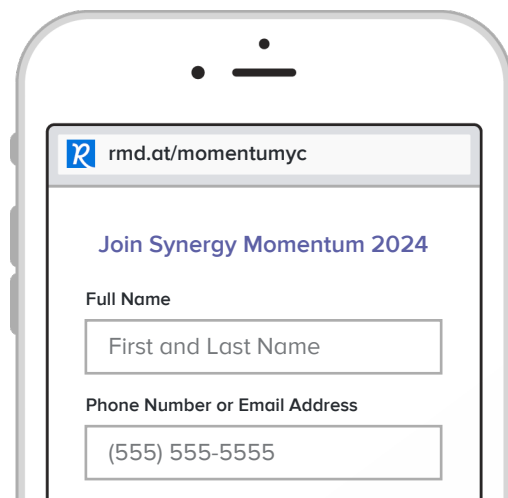 rmd.at/momentumyc
Join Synergy Momentum 2024
Full Name
First and Last Name
Phone Number or Email Address
(555) 555-5555